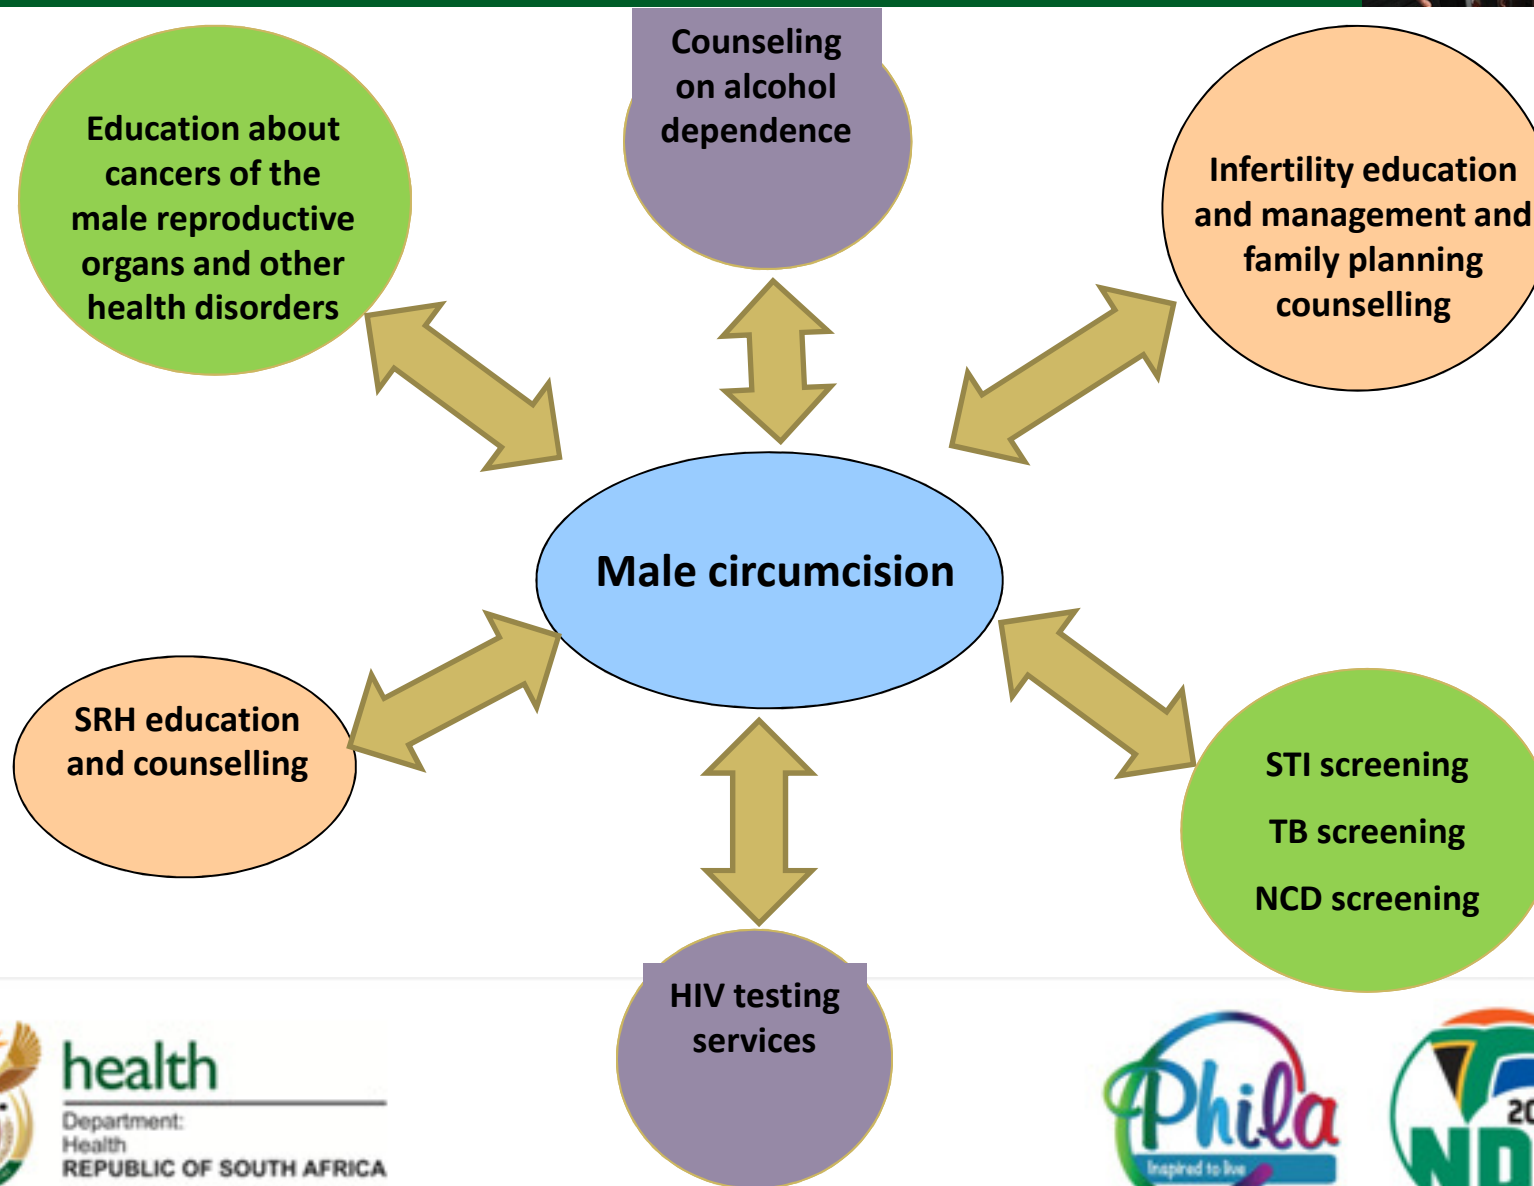 Counseling
on alcohol
dependence
Education about
cancers of the
male reproductive
organs and other
health disorders
Infertility education
and management and
family planning
counselling
Male circumcision
SRH education
and counselling
STI screening
TB screening
NCD screening
HIV testing
services
health
Department:
Health
REPUBLIC OF SOUTH AFRICA
Phila
Inspired to live
20
ND